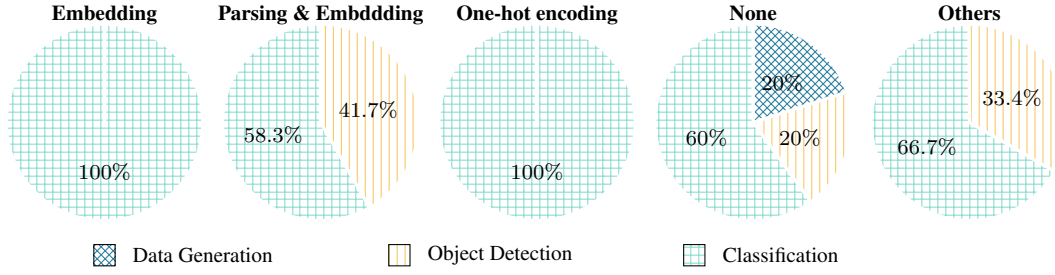 Embedding
Parsing & Embdddding
One-hot encoding
None
Others
100%
58.3%
41.7%
100%
20%
60%
20%
33.4%
66.7%
Data Generation
Object Detection
Classification